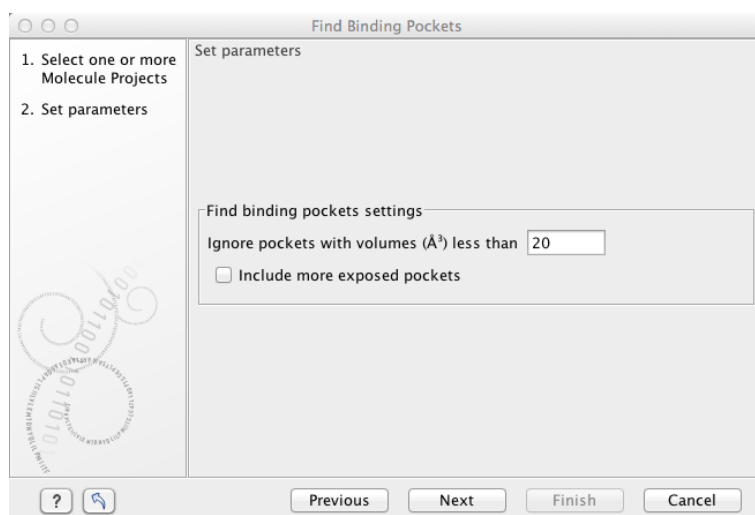 Find Binding Pockets
1. Select one or more
Molecule Projects
2. Set parameters
Set parameters
Find binding pockets settings
Ignore pockets with volumes (Å³) less than 20
Include more exposed pockets
?
Previous
Next
Finish
Cancel